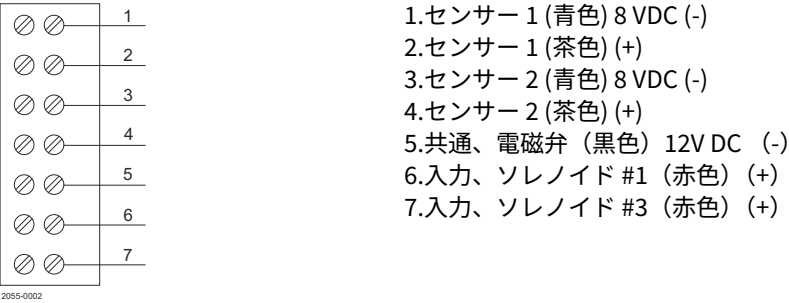 1
2
3
4
5
6
7
2055-0002
1.センサー 1 (青色) 8 VDC (-)
2.センサー 1 (茶色) (+)
3.センサー 2 (青色) 8 VDC (-)
4.センサー 2 (茶色) (+)
5.共通、電磁弁（黒色）12V DC （-）
6.入力、ソレノイド #1（赤色）（+）
7.入力、ソレノイド #3（赤色）（+）